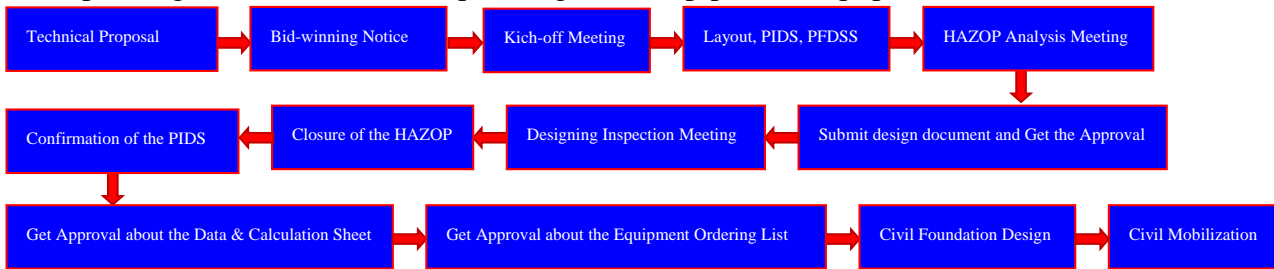 Technical Proposal
Bid-winning Notice
Kich-off Meeting
Layout, PIDS, PFDSS
HAZOP Analysis Meeting
Submit design document and Get the Approval
Designing Inspection Meeting
Closure of the HAZOP
Confirmation of the PIDS
Get Approval about the Data & Calculation Sheet
Get Approval about the Equipment Ordering List
Civil Foundation Design
Civil Mobilization